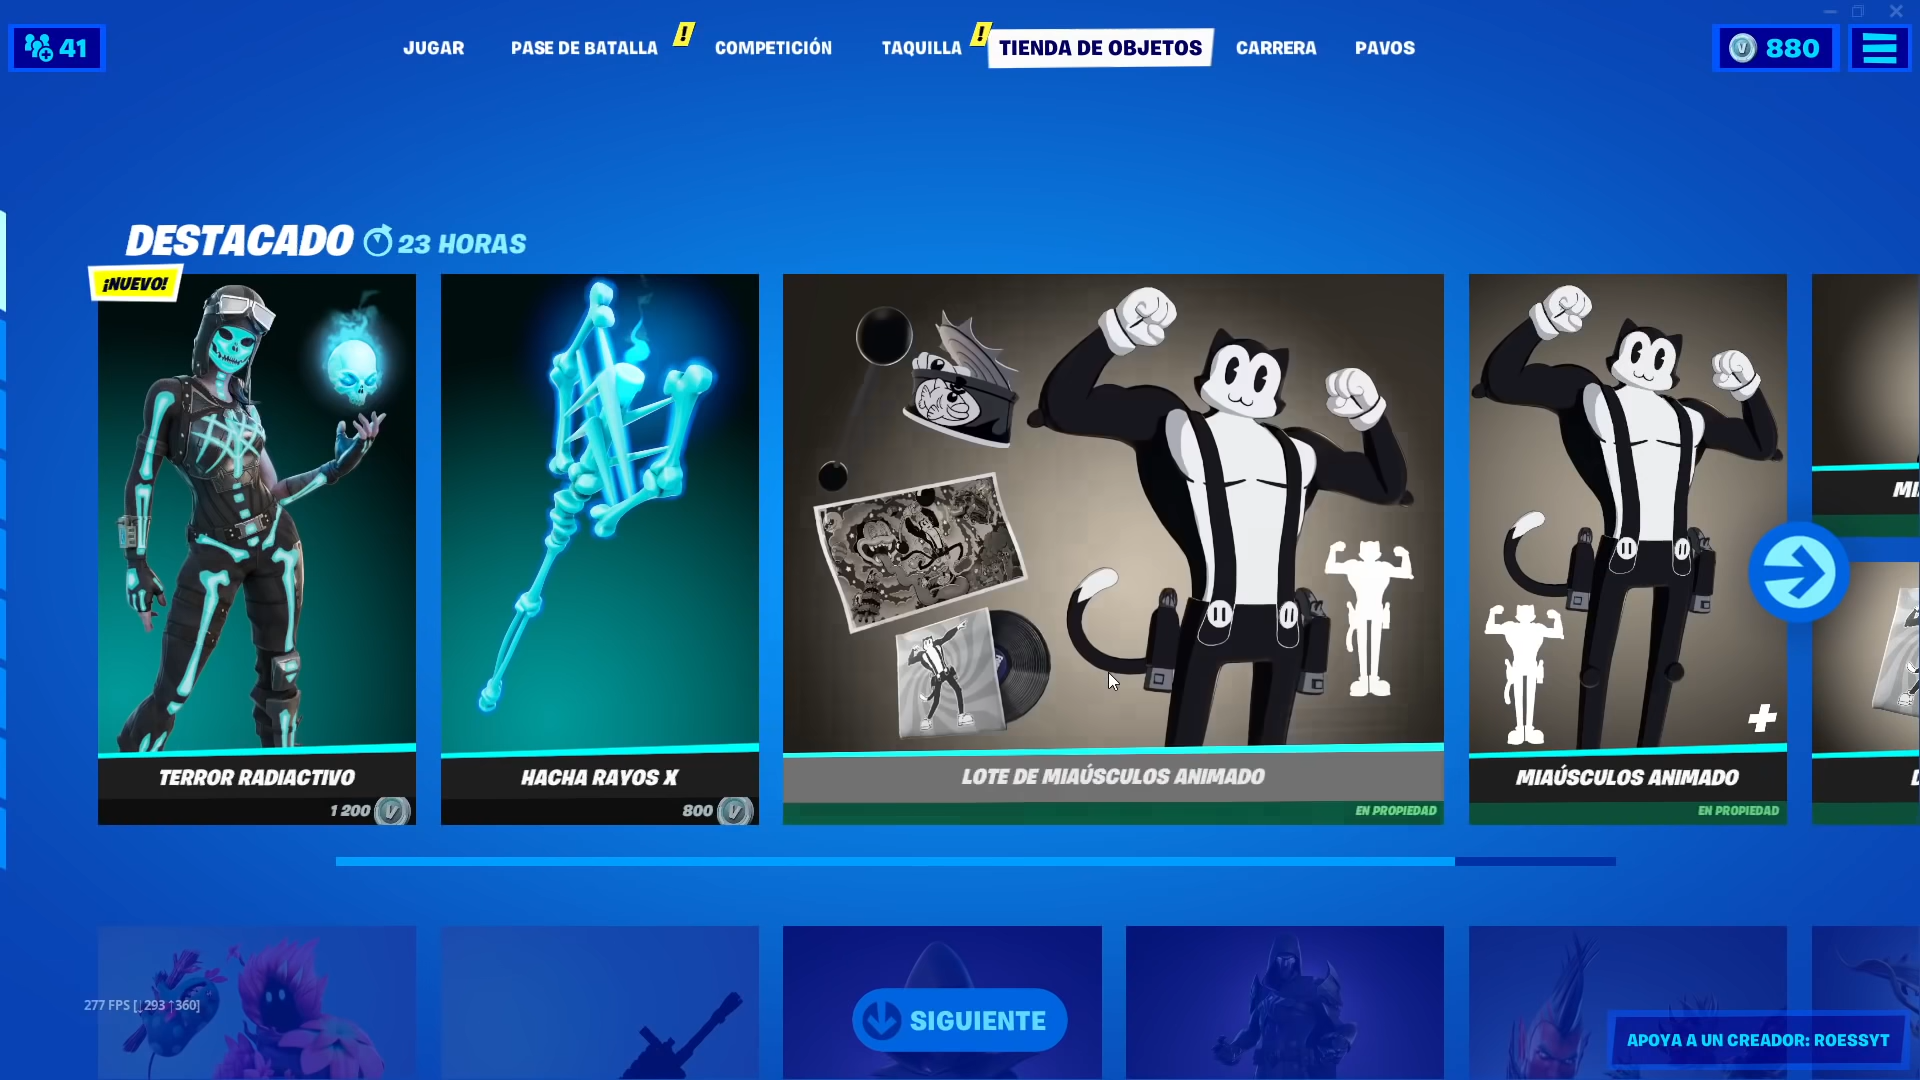 41
JUGAR
PASE DE BATALLA
!
COMPETICIÓN
TAQUILLA
!
TIENDA DE OBJETOS
CARRERA
PAVOS
880
DESTACADO 23 HORAS
¡NUEVO!
TERROR RADIACTIVO
1 200
HACHA RAYOS X
800
LOTE DE MIAÚSCULOS ANIMADO
EN PROPIEDAD
MIAÚSCULOS ANIMADO
EN PROPIEDAD
MI
L
277 FPS [↓293↑360]
SIGUIENTE
APOYA A UN CREADOR: ROESSYT